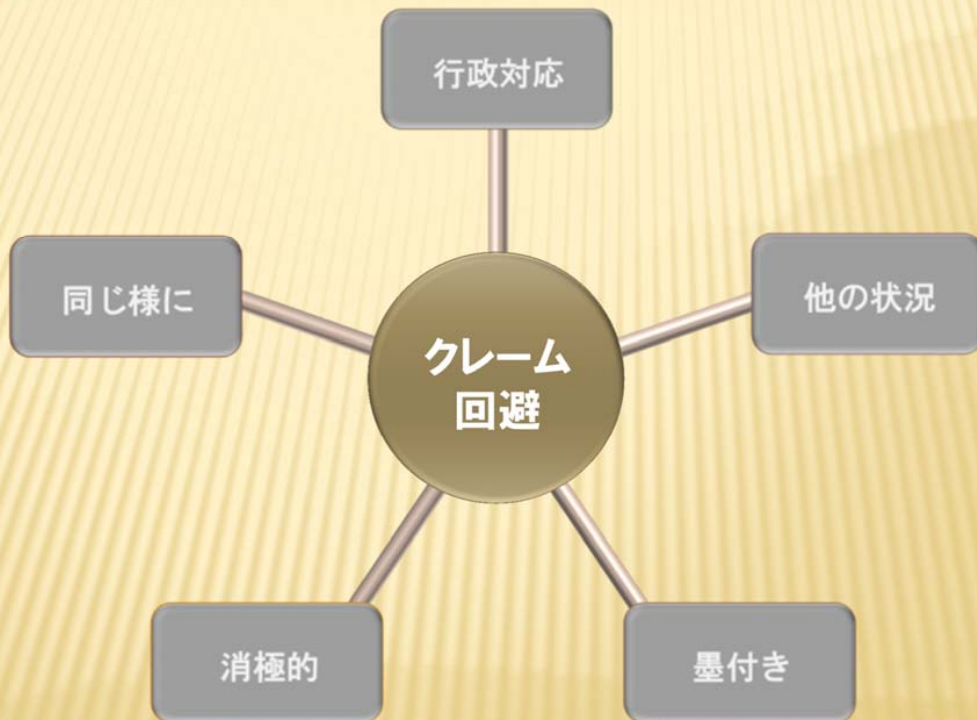 行政対応
同じ様に
他の状況
クレーム
回避
消極的
墨付き